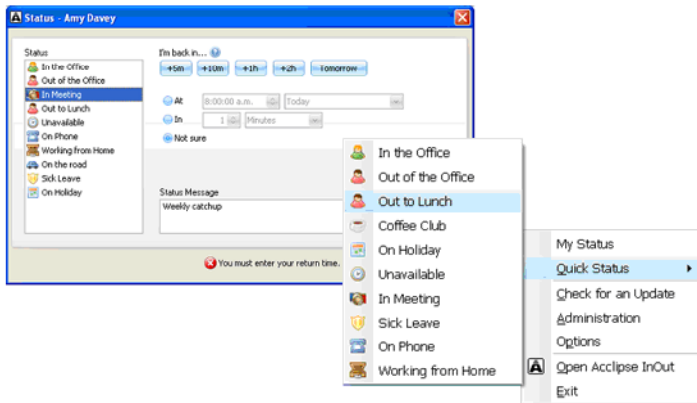 Status - Amy Davey
Status
In the Office
Out of the Office
In Meeting
Out to Lunch
Unavailable
On Phone
Working from Home
On the road
Sick Leave
On Holiday
I'm back in...
+5m +10m +1h +2h Tomorrow
At 8:00:00 a.m. Today
In 1 Minutes
Not sure
Status Message
Weekly catchup
You must enter your return time.
In the Office
Out of the Office
Out to Lunch
Coffee Club
On Holiday
Unavailable
In Meeting
Sick Leave
On Phone
Working from Home
My Status
Quick Status
Check for an Update
Administration
Options
Open Acclipse InOut
Exit